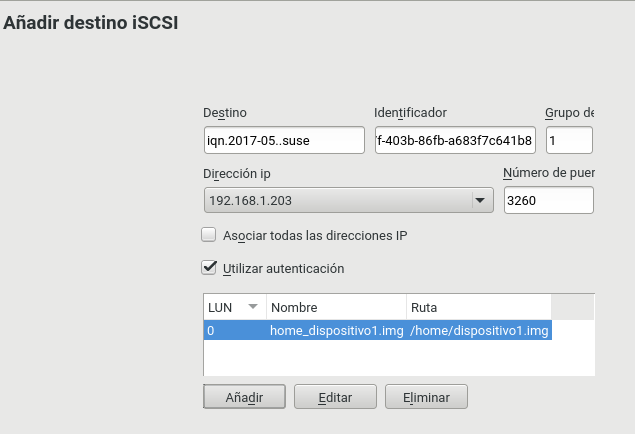 Añadir destino iSCSI
Destino Identificador Grupo de
iqn.2017-05..suse f-403b-86fb-a683f7c641b8 1
Dirección ip Número de puer
192.168.1.203 3260
Asociar todas las direcciones IP
Utilizar autenticación
LUN Nombre Ruta
0 home_dispositivo1.img /home/dispositivo1.img
Añadir Editar Eliminar